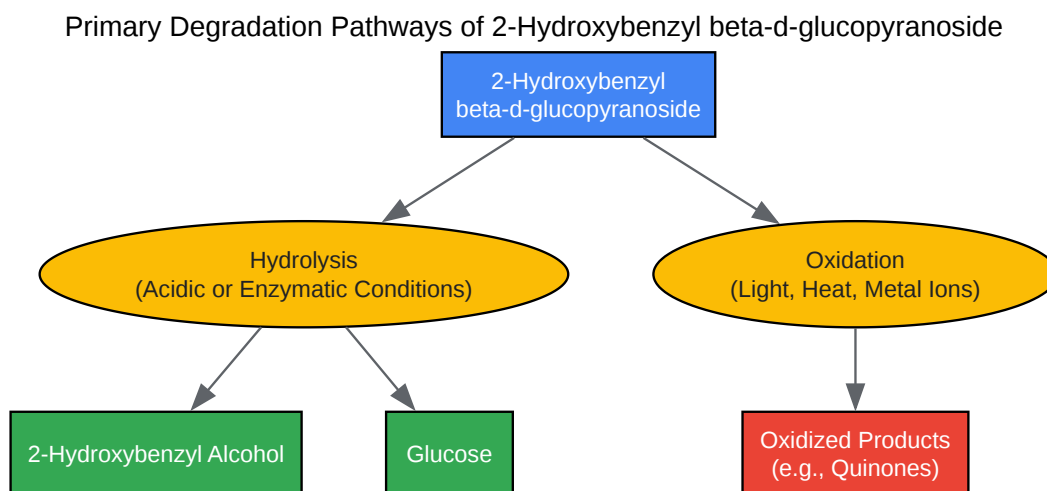 Primary Degradation Pathways of 2-Hydroxybenzyl beta-d-glucopyranoside
2-Hydroxybenzyl
beta-d-glucopyranoside
Hydrolysis
(Acidic or Enzymatic Conditions)
Oxidation
(Light, Heat, Metal Ions)
2-Hydroxybenzyl Alcohol
Glucose
Oxidized Products
(e.g., Quinones)